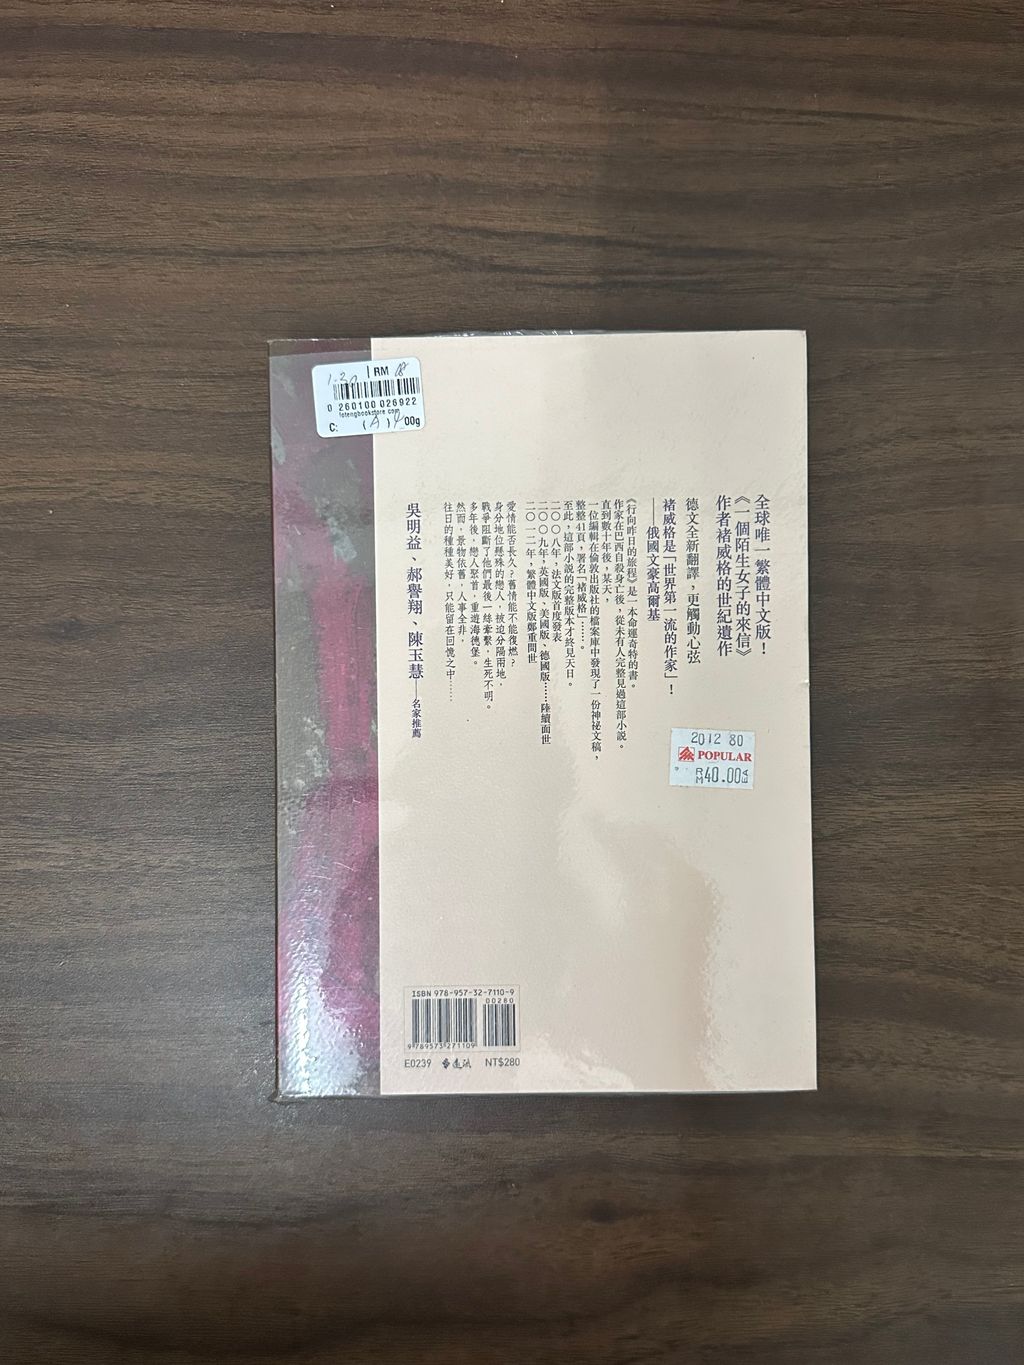 全球唯一繁體中文版！
《一個陌生女子的來信》
作者褚威格的世紀遺作
德文全新翻譯，更觸動心弦
褚威格是「世界第一流的作家」！
——俄國文豪高爾基
《行向昨日的旅程》是一本命運奇特的書。
作家在巴西自殺身亡後，從未有人完整見過這部小說。
直到數十年後，某天，
一位編輯在倫敦出版社的檔案庫中發現了一份神祕文稿，
整整41頁，署名「褚威格」……。
至此，這部小說的完整版本才終見天日。
二〇〇八年，法文版首度發表
二〇〇九年，英國版、美國版、德國版……陸續面世
二〇一二年，繁體中文版鄭重問世
愛情能否長久？舊情能不能復燃？
身分地位懸殊的戀人，被迫分隔兩地，
戰爭阻斷了他們最後一絲牽繫，生死不明。
多年後，戀人聚首，重遊海德堡。
然而，景物依舊，人事全非，
往日的種種美好，只能留在回憶之中……
吳明益、郝譽翔、陳玉慧——名家推薦
RM
0 260100 026922
fotengbookstore.com
C:
00g
2012 80
POPULAR
RM40.00EA
ISBN 978-957-32-7110-9
00280
9 789573 271109
E0239 遠流 NT$280